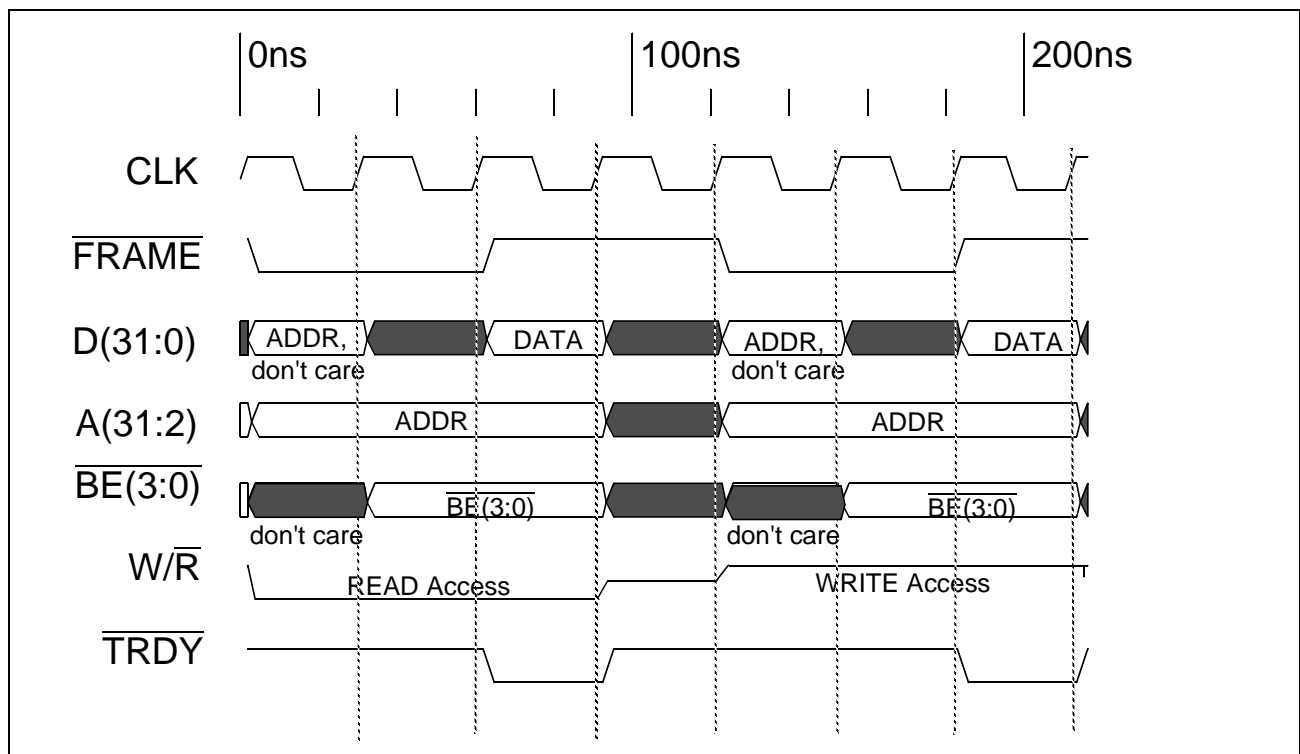 0ns 100ns 200ns
CLK
FRAME
D(31:0) ADDR, DATA ADDR, DATA
don't care don't care
A(31:2) ADDR ADDR
BE(3:0) BE(3:0) BE(3:0)
don't care don't care
W/R READ Access WRITE Access
TRDY